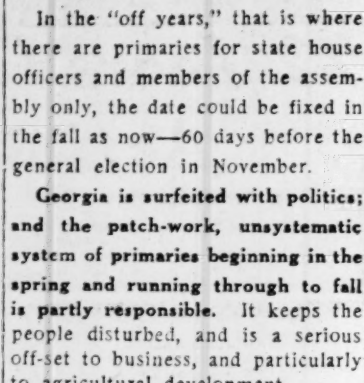 In the "off years," that is where
there are primaries for state house
officers and members of the assem-
bly only, the date could be fixed in
the fall as now—60 days before the
general election in November.
Georgia is surfeited with politics;
and the patch-work, unsystematic
system of primaries beginning in the
spring and running through to fall
is partly responsible. It keeps the
people disturbed, and is a serious
off-set to business, and particularly
to agricultural development.